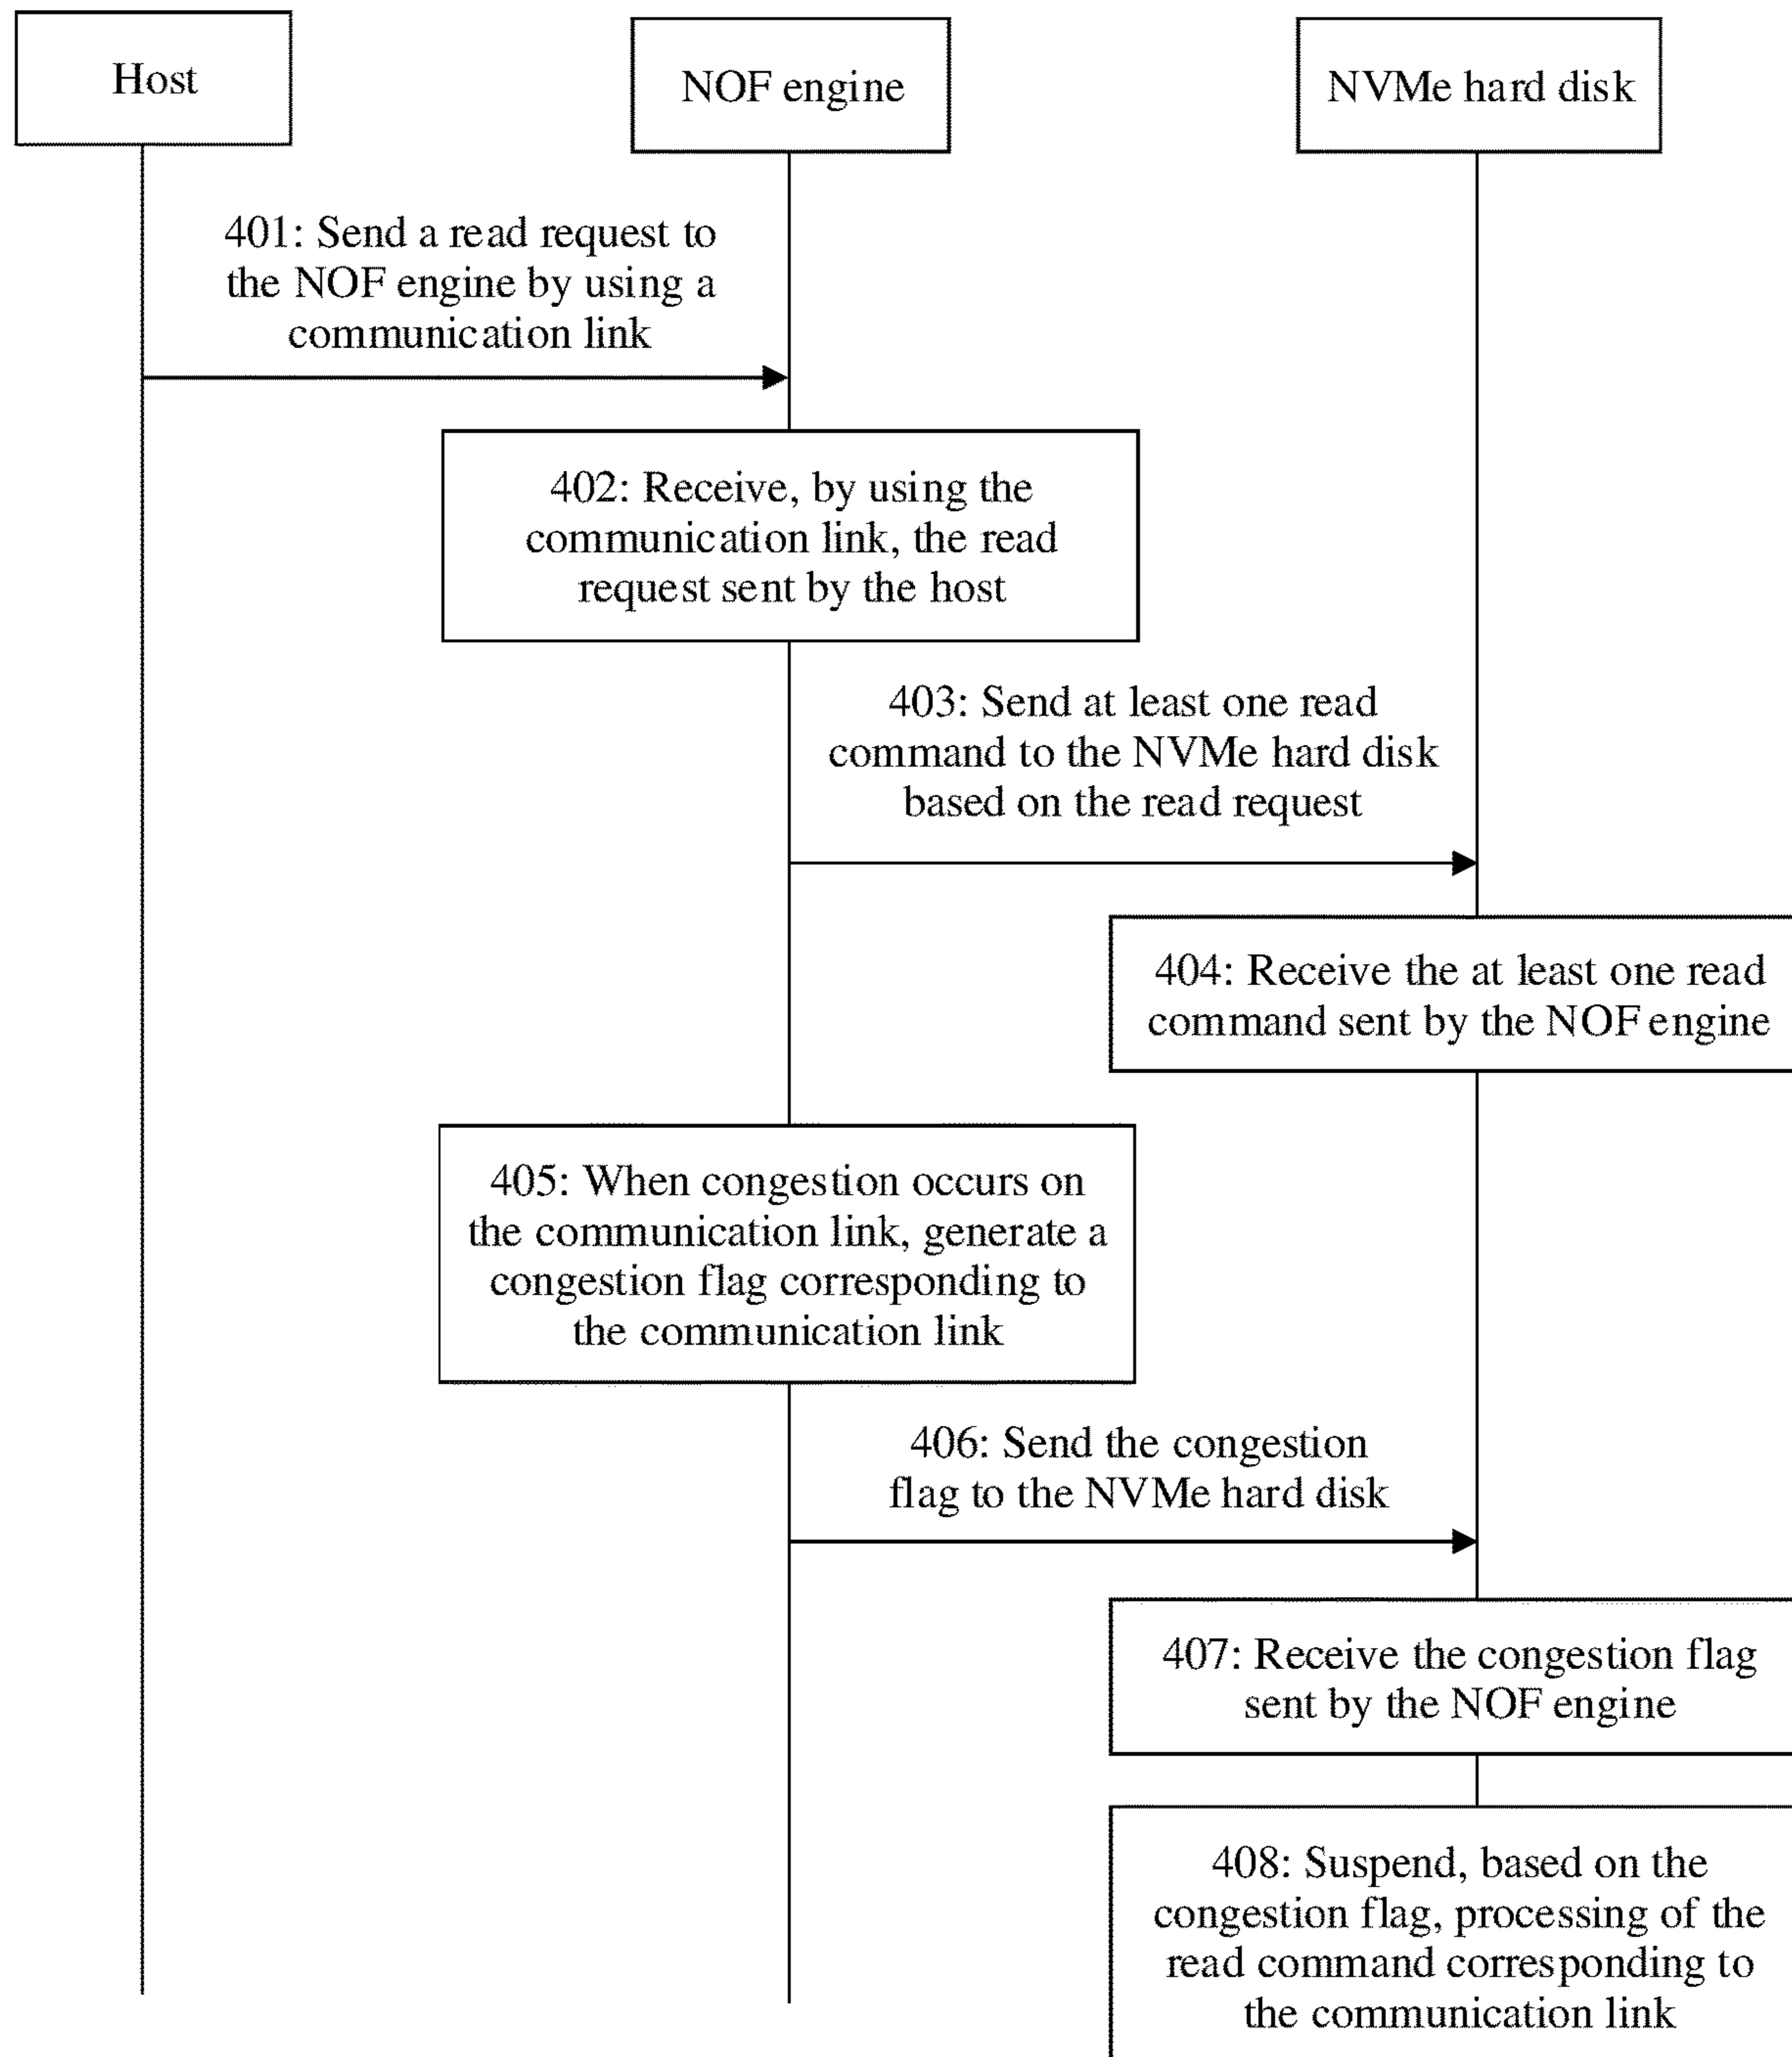 Host
NOF engine
NVMe hard disk
401: Send a read request to
the NOF engine by using a
communication link
402: Receive, by using the
communication link, the read
request sent by the host
403: Send at least one read
command to the NVMe hard disk
based on the read request
404: Receive the at least one read
command sent by the NOF engine
405: When congestion occurs on
the communication link, generate a
congestion flag corresponding to
the communication link
406: Send the congestion
flag to the NVMe hard disk
407: Receive the congestion flag
sent by the NOF engine
408: Suspend, based on the
congestion flag, processing of the
read command corresponding to
the communication link